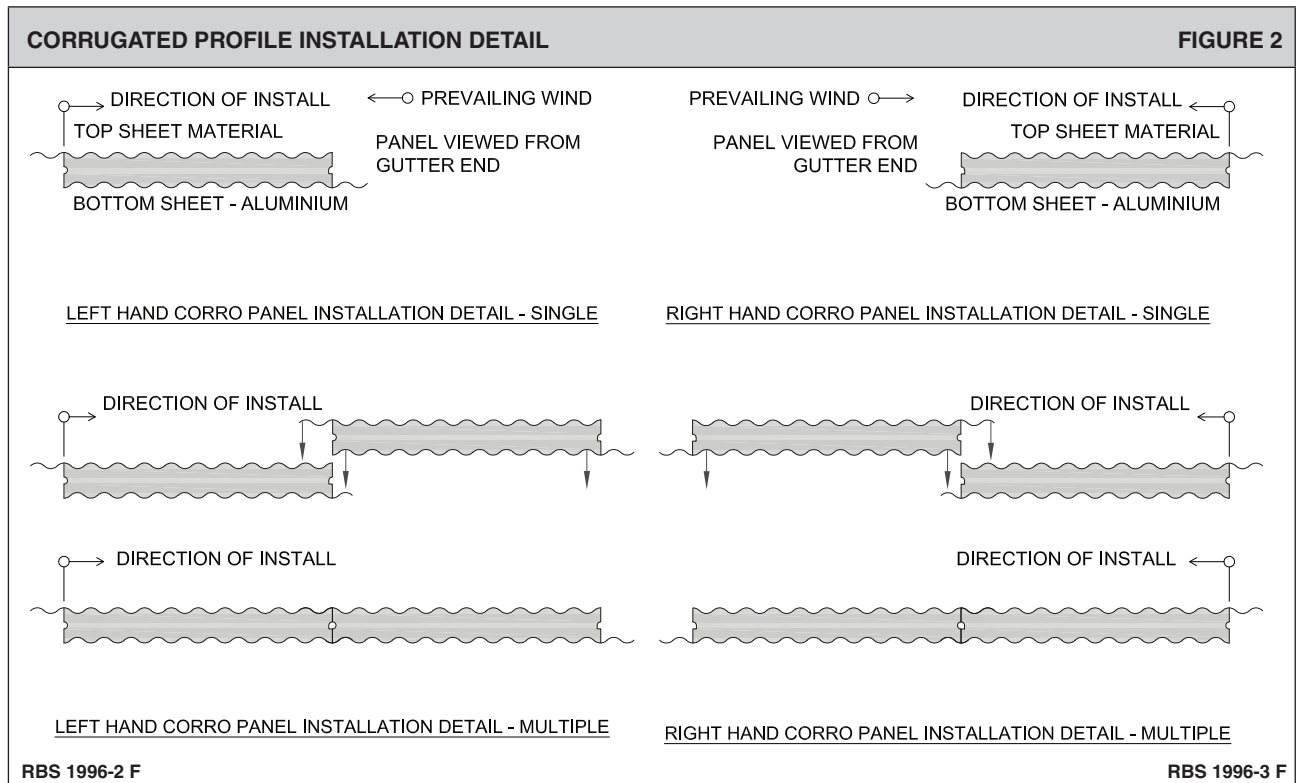 CORRUGATED PROFILE INSTALLATION DETAIL
FIGURE 2
DIRECTION OF INSTALL
PREVAILING WIND
TOP SHEET MATERIAL
PANEL VIEWED FROM
GUTTER END
BOTTOM SHEET - ALUMINIUM
LEFT HAND CORRO PANEL INSTALLATION DETAIL - SINGLE
PREVAILING WIND
DIRECTION OF INSTALL
TOP SHEET MATERIAL
PANEL VIEWED FROM
GUTTER END
BOTTOM SHEET - ALUMINIUM
RIGHT HAND CORRO PANEL INSTALLATION DETAIL - SINGLE
DIRECTION OF INSTALL
DIRECTION OF INSTALL
LEFT HAND CORRO PANEL INSTALLATION DETAIL - MULTIPLE
DIRECTION OF INSTALL
DIRECTION OF INSTALL
RIGHT HAND CORRO PANEL INSTALLATION DETAIL - MULTIPLE
RBS 1996-2 F
RBS 1996-3 F